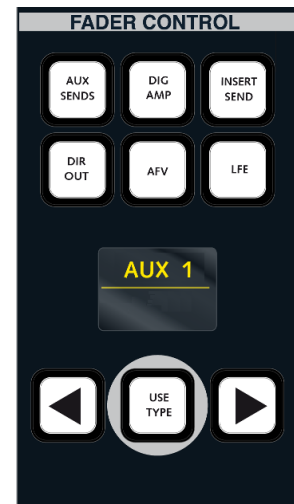 FADER CONTROL
AUX
SENDS
DIG
AMP
INSERT
SEND
DIR
OUT
AFV
LFE
AUX 1
USE
TYPE